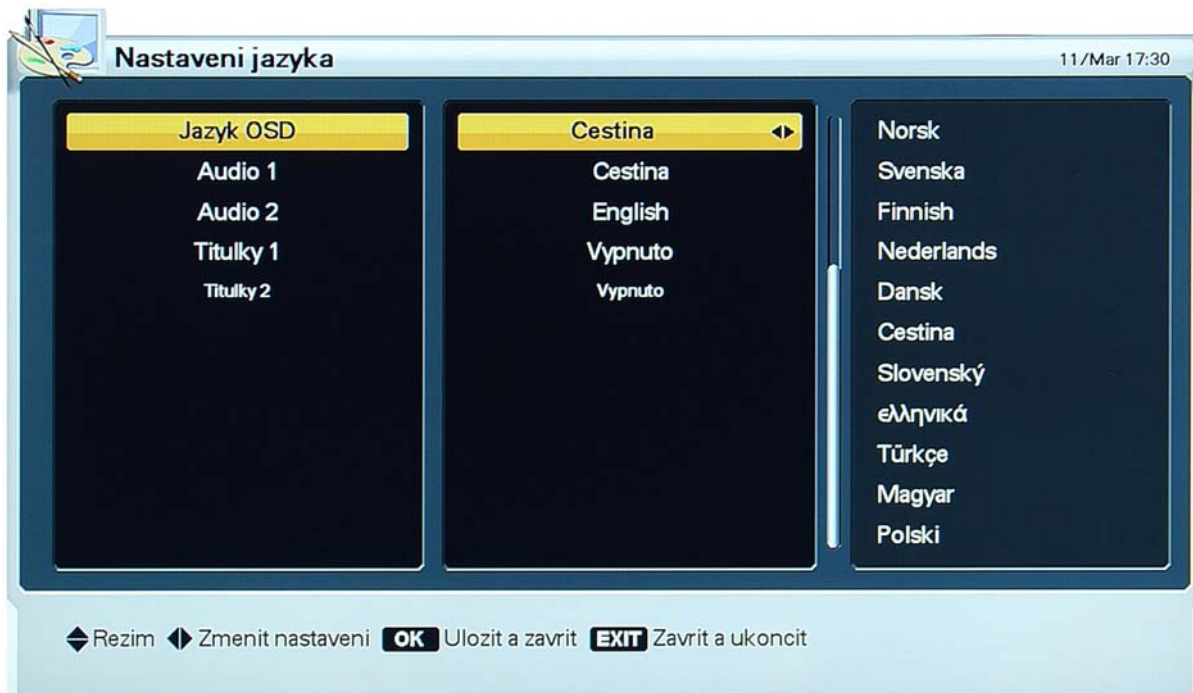 Nastaveni jazyka
11/Mar 17:30
Jazyk OSD
Cestina
Audio 1
Cestina
Audio 2
English
Titulky 1
Vypnuto
Titulky 2
Vypnuto
Norsk
Svenska
Finnish
Nederlands
Dansk
Cestina
Slovenský
ελληνικά
Türkçe
Magyar
Polski
Rezim Zmenit nastaveni OK Ulozit a zavrit EXIT Zavrit a ukoncit